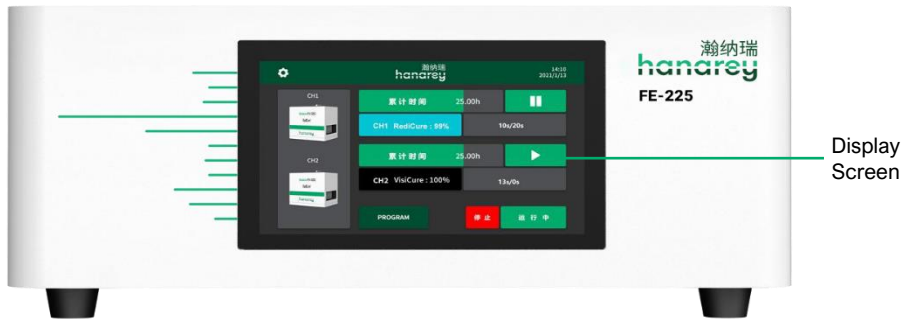 瀚纳瑞
hanarey
14:10
2021/1/13
CH1
累计时间 25.00h
CH1 RediCure : 99% 10s/20s
CH2
累计时间 25.00h
CH2 VisiCure : 100% 13s/0s
PROGRAM 停止 运行中
瀚纳瑞
hanarey
FE-225
Display
Screen